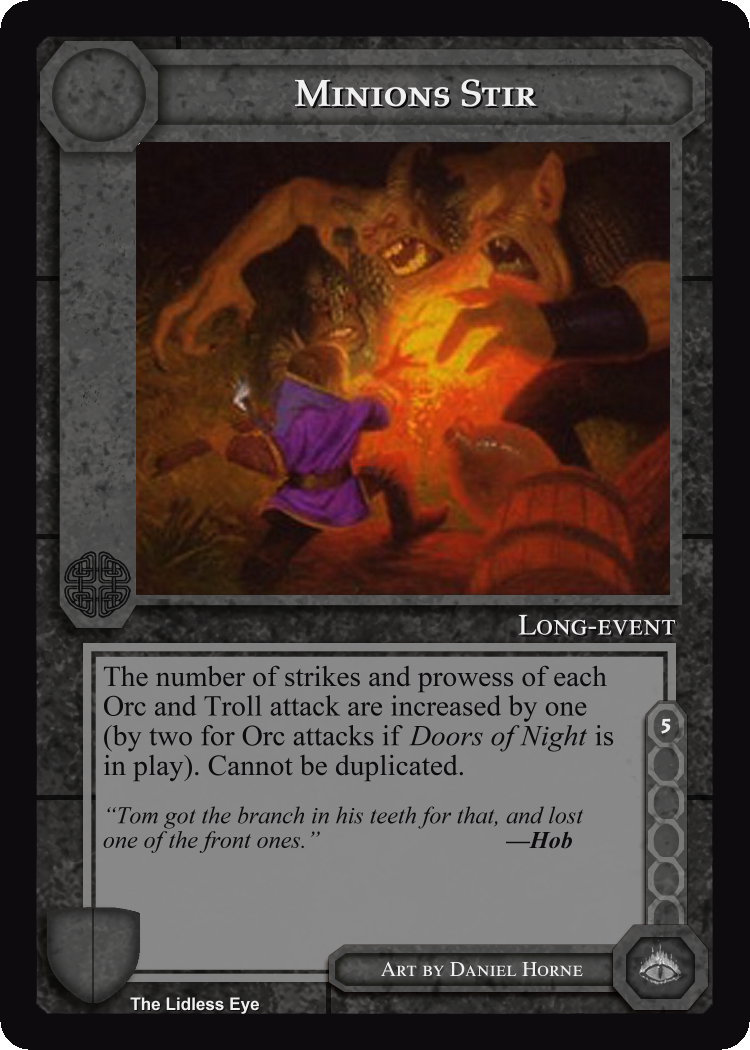 Minions Stir
Long-event
The number of strikes and prowess of each
Orc and Troll attack are increased by one
(by two for Orc attacks if Doors of Night is
in play). Cannot be duplicated.
5
“Tom got the branch in his teeth for that, and lost
one of the front ones.” —Hob
Art by Daniel Horne
The Lidless Eye